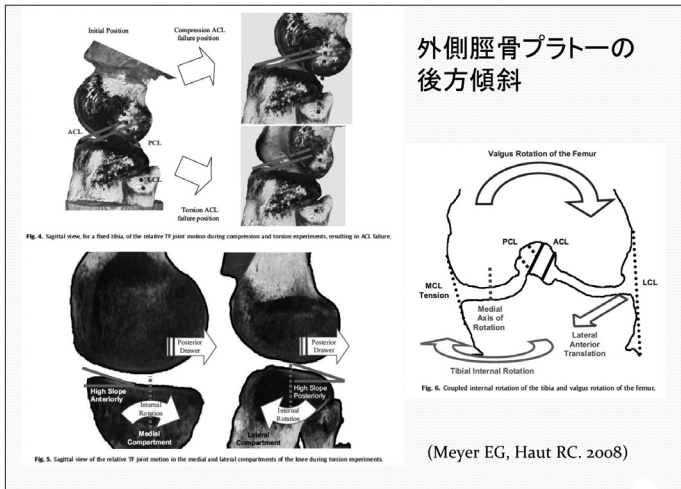 外側脛骨プラトーの
後方傾斜
Initial Position
Compression ACL
failure position
ACL
PCL
LCL
Torsion ACL
failure position
Fig. 4. Sagittal view, for a fixed tibia, of the relative TF joint motion during compression and torsion experiments, resulting in ACL failure.
Posterior
Drawer
High Slope
Anteriorly
Internal
Rotation
Medial
Compartment
Posterior
Drawer
High Slope
Posteriorly
Internal
Rotation
Lateral
Compartment
Fig. 5. Sagittal view of the relative TF joint motion in the medial and lateral compartments of the knee during torsion experiments.
Valgus Rotation of the Femur
PCL
ACL
MCL
Tension
LCL
Medial
Axis of
Rotation
Lateral
Anterior
Translation
Tibial Internal Rotation
Fig. 6. Coupled internal rotation of the tibia and valgus rotation of the femur.
(Meyer EG, Haut RC. 2008)